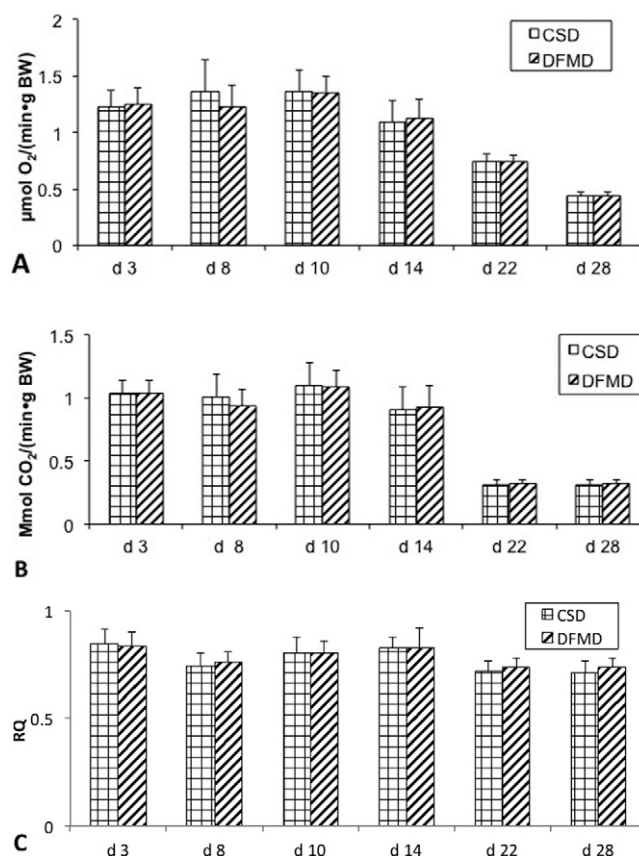 2
CSD
DFMD
1.5
1
0.5
0
µmol O₂/(min•g BW)
d 3 d 8 d 10 d 14 d 22 d 28
A
1.5
CSD
DFMD
1
0.5
0
Mmol CO₂/(min•g BW)
d 3 d 8 d 10 d 14 d 22 d 28
B
1
CSD
DFMD
0.5
0
RQ
d 3 d 8 d 10 d 14 d 22 d 28
C